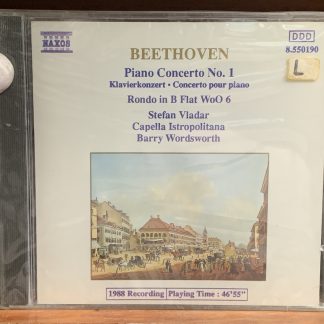 NAXOS
DDD
8.550190
L
BEETHOVEN
Piano Concerto No. 1
Klavierkonzert • Concerto pour piano
Rondo in B Flat WoO 6
Stefan Vladar
Capella Istropolitana
Barry Wordsworth
1988 Recording | Playing Time : 46'55"